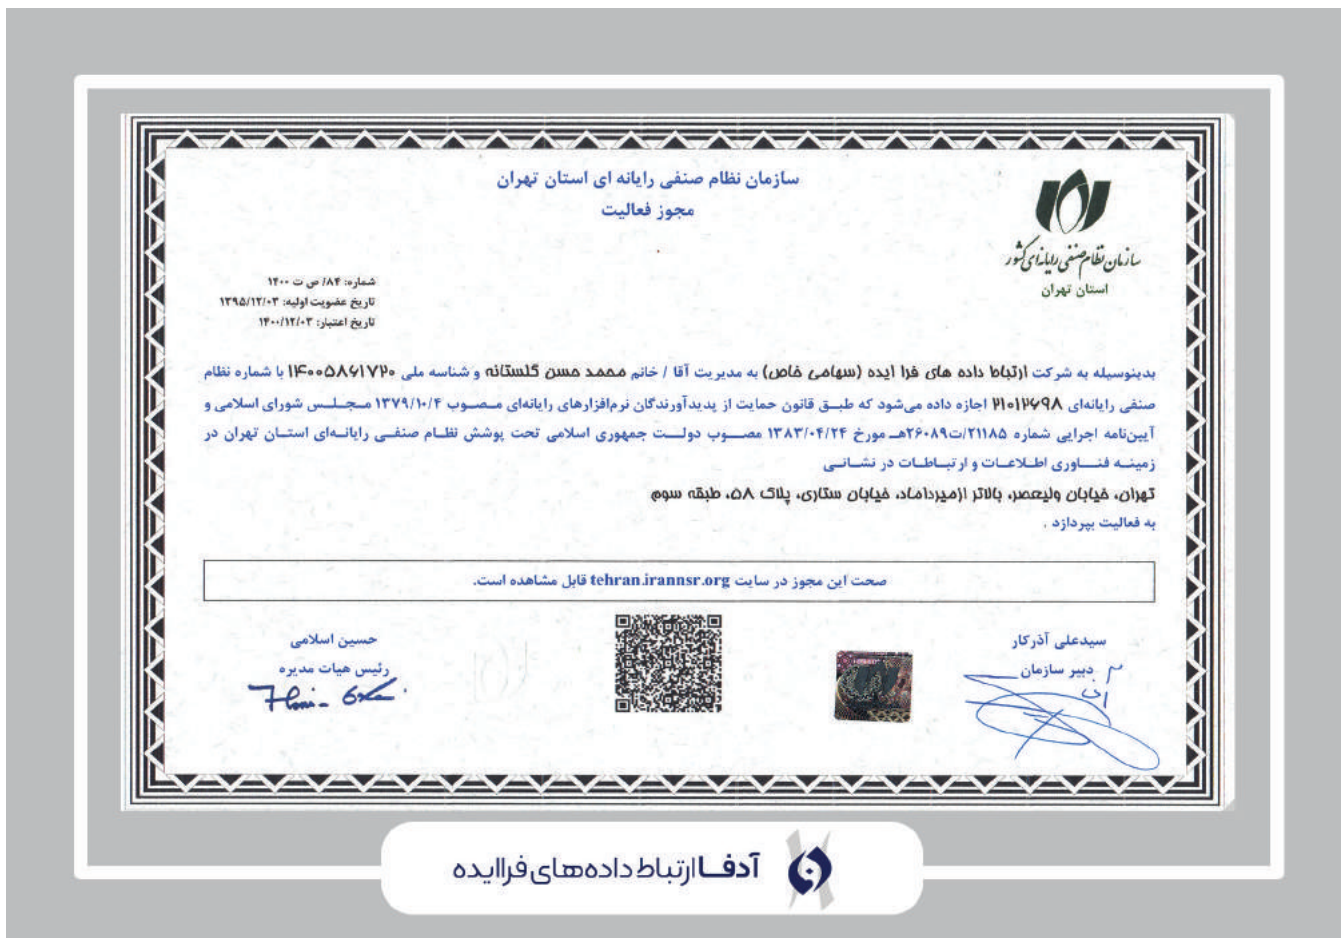 سازمان نظام صنفی رایانه ای استان تهران
مجوز فعالیت
سازمان نظام صنفی رایانه‌ای کشور
استان تهران
شماره: ۸۴/ ص ت ۱۴۰۰
تاریخ عضویت اولیه: ۱۳۹۵/۱۲/۰۳
تاریخ اعتبار: ۱۴۰۰/۱۲/۰۳
بدینوسیله به شرکت ارتباط داده های فرا ایده (سهامی خاص) به مدیریت آقا / خانم محمد حسن گلستانه و شناسه ملی ۱۴۰۰۵۸۶۱۷۲۰ با شماره نظام
صنفی رایانه‌ای ۲۱۰۱۲۶۹۸ اجازه داده می‌شود که طبق قانون حمایت از پدیدآورندگان نرم‌افزارهای رایانه‌ای مصوب ۱۳۷۹/۱۰/۴ مجلس شورای اسلامی و
آیین‌نامه اجرایی شماره ۲۱۱۸۵/ت۲۶۰۸۹هـ مورخ ۱۳۸۳/۰۴/۲۴ مصوب دولت جمهوری اسلامی تحت پوشش نظام صنفی رایانه‌ای استان تهران در
زمینه فناوری اطلاعات و ارتباطات در نشانی
تهران، خیابان ولیعصر، بالاتر ازمیرداماد، خیابان ستاری، پلاک ۵۸، طبقه سوم
به فعالیت بپردازد .
صحت این مجوز در سایت tehran.irannsr.org قابل مشاهده است.
سیدعلی آذرکار
دبیر سازمان
حسین اسلامی
رئیس هیات مدیره
آدفا ارتباط داده‌های فراایده